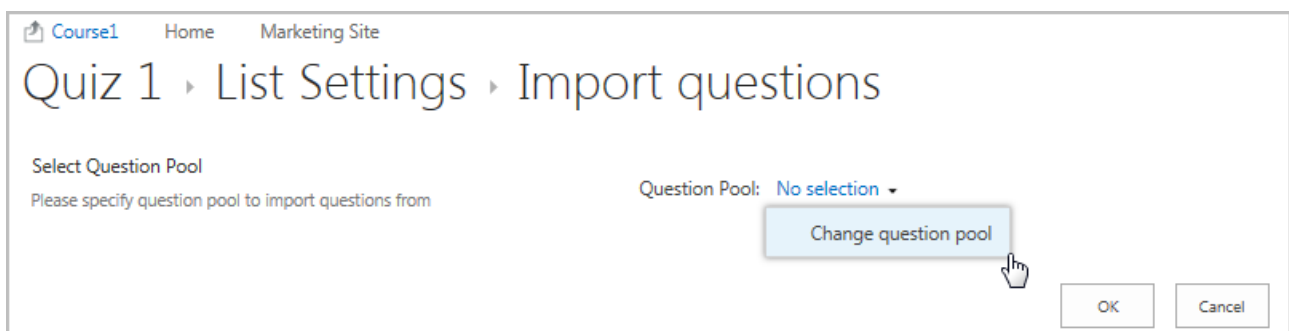 Course1 Home Marketing Site
Quiz 1 ▸ List Settings ▸ Import questions
Select Question Pool
Please specify question pool to import questions from
Question Pool: No selection
Change question pool
OK Cancel